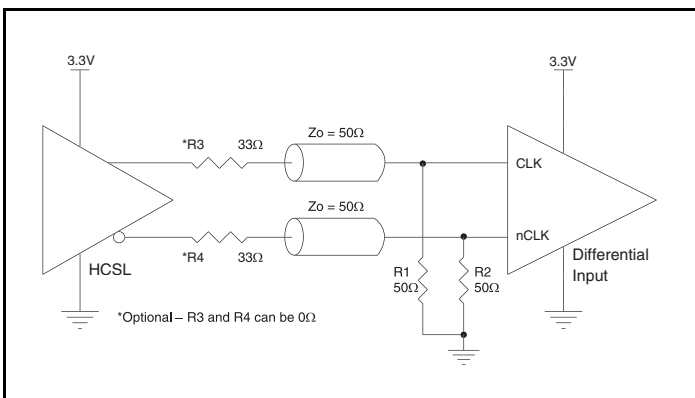 3.3V
3.3V
*R3
33Ω
Zo = 50Ω
CLK
Zo = 50Ω
nCLK
*R4
33Ω
HCSL
R1
50Ω
R2
50Ω
Differential
Input
*Optional – R3 and R4 can be 0Ω